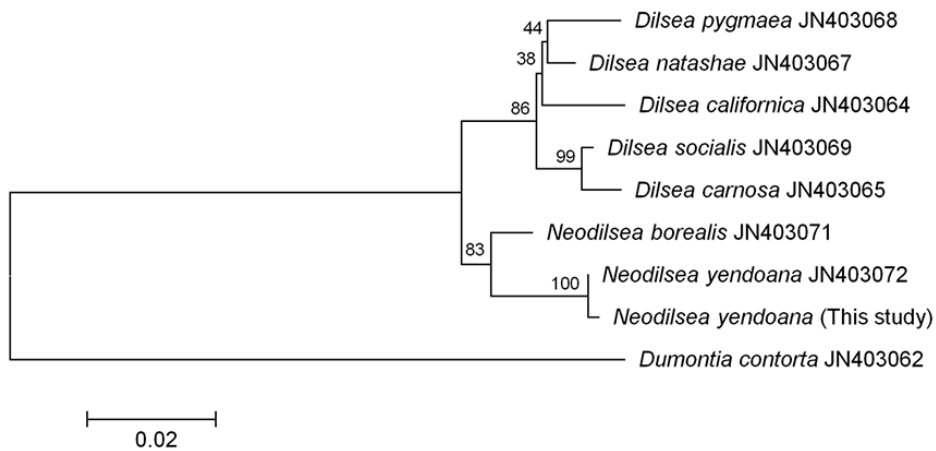 44
Dilsea pygmaea JN403068
38
Dilsea natashae JN403067
86
Dilsea californica JN403064
99
Dilsea socialis JN403069
Dilsea carnosa JN403065
83
Neodilsea borealis JN403071
100
Neodilsea yendoana JN403072
Neodilsea yendoana (This study)
Dumontia contorta JN403062
0.02